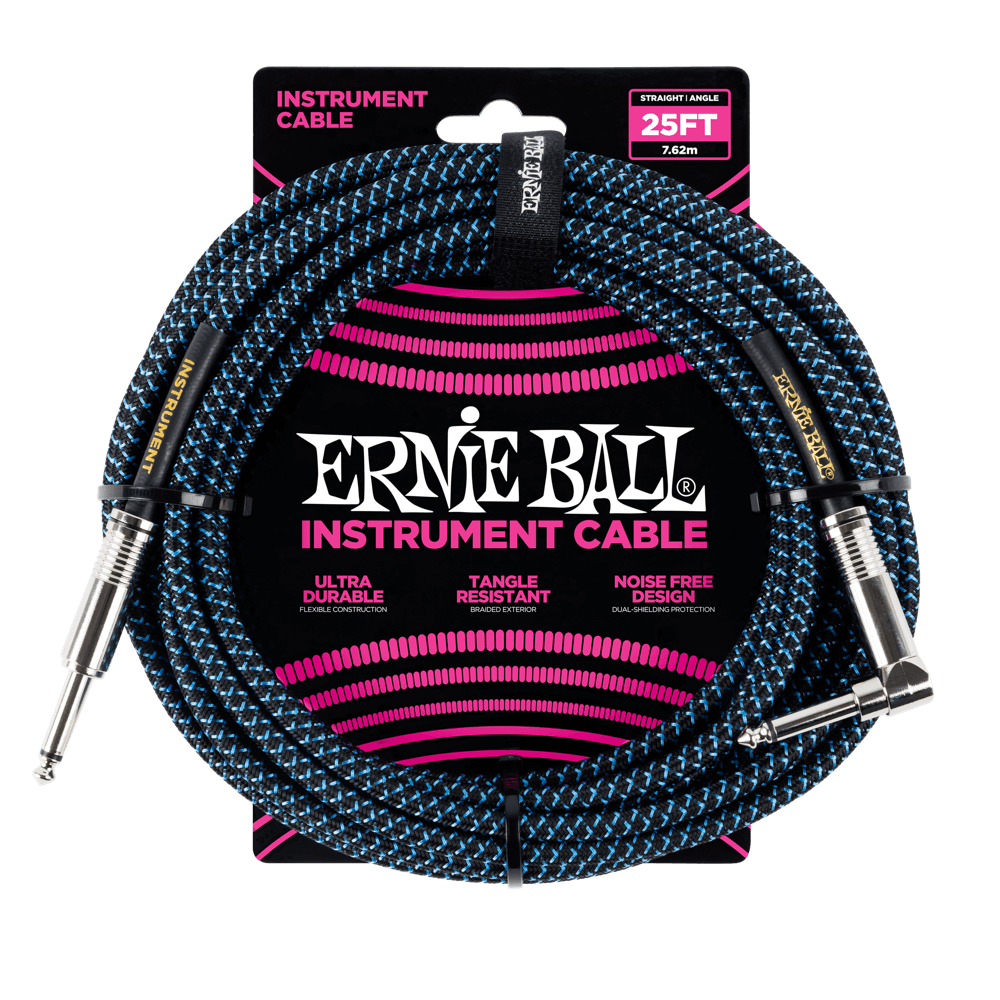 INSTRUMENT
CABLE
STRAIGHT | ANGLE
25FT
7.62m
ERNIE BALL
INSTRUMENT
ERNIE BALL®
ERNIE BALL®
INSTRUMENT CABLE
ULTRA
DURABLE
FLEXIBLE CONSTRUCTION
TANGLE
RESISTANT
BRAIDED EXTERIOR
NOISE FREE
DESIGN
DUAL-SHIELDING PROTECTION